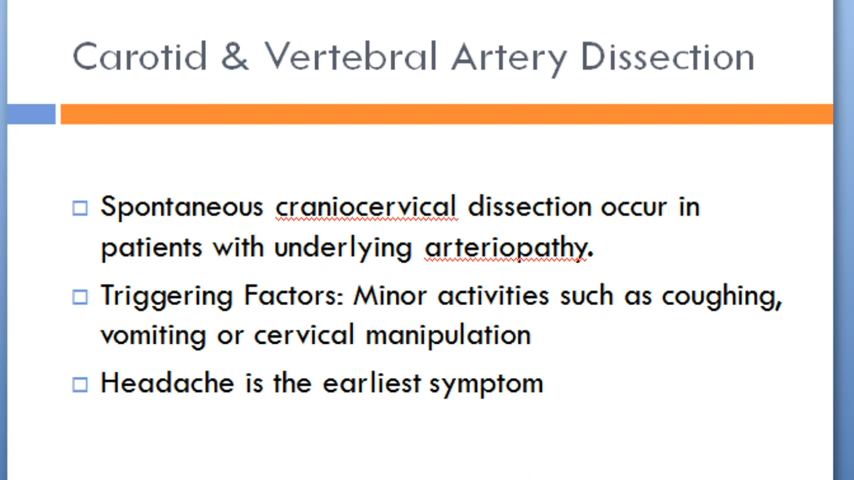 Carotid & Vertebral Artery Dissection
Spontaneous craniocervical dissection occur in
patients with underlying arteriopathy.
Triggering Factors: Minor activities such as coughing,
vomiting or cervical manipulation
Headache is the earliest symptom